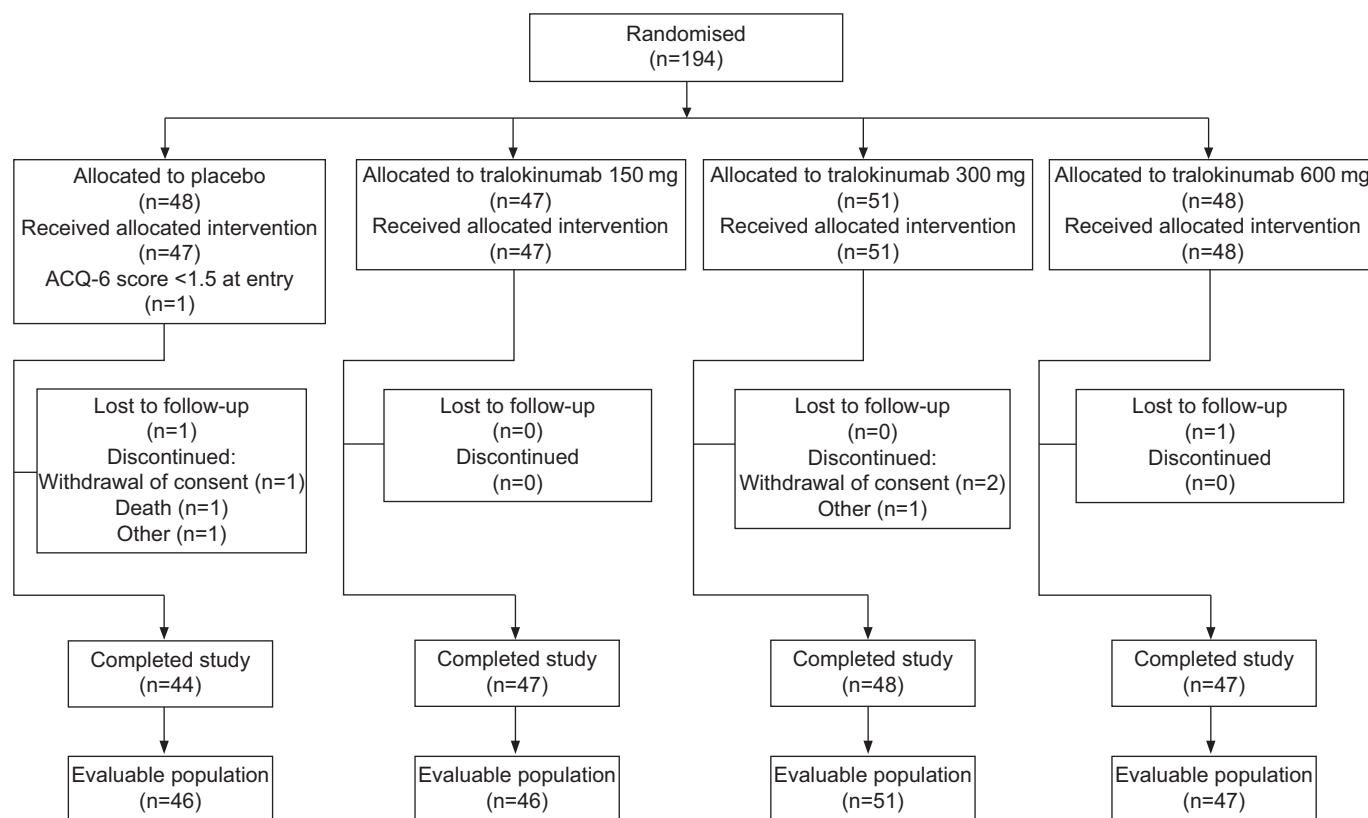 Randomised
(n=194)
Allocated to placebo
(n=48)
Received allocated intervention
(n=47)
ACQ-6 score <1.5 at entry
(n=1)
Allocated to tralokinumab 150 mg
(n=47)
Received allocated intervention
(n=47)
Allocated to tralokinumab 300 mg
(n=51)
Received allocated intervention
(n=51)
Allocated to tralokinumab 600 mg
(n=48)
Received allocated intervention
(n=48)
Lost to follow-up
(n=1)
Discontinued:
Withdrawal of consent (n=1)
Death (n=1)
Other (n=1)
Lost to follow-up
(n=0)
Discontinued
(n=0)
Lost to follow-up
(n=0)
Discontinued:
Withdrawal of consent (n=2)
Other (n=1)
Lost to follow-up
(n=1)
Discontinued
(n=0)
Completed study
(n=44)
Completed study
(n=47)
Completed study
(n=48)
Completed study
(n=47)
Evaluable population
(n=46)
Evaluable population
(n=46)
Evaluable population
(n=51)
Evaluable population
(n=47)